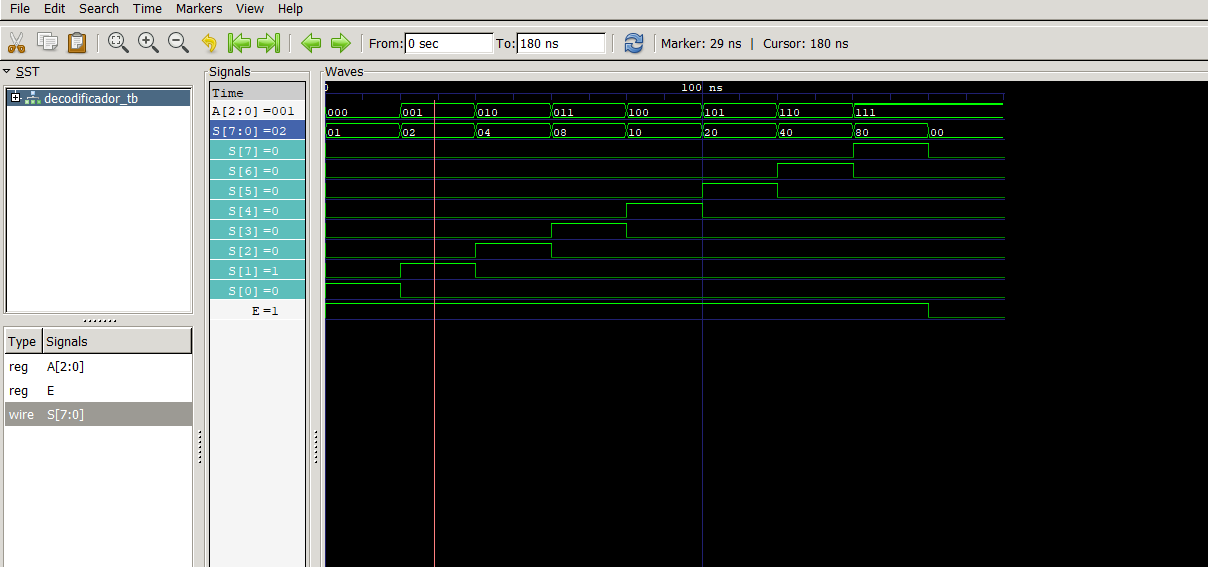 File Edit Search Time Markers View Help
From: 0 sec To: 180 ns Marker: 29 ns | Cursor: 180 ns
SST
decodificador_tb
Type Signals
reg A[2:0]
reg E
wire S[7:0]
Signals
Time
A[2:0] =001
S[7:0] =02
S[7] =0
S[6] =0
S[5] =0
S[4] =0
S[3] =0
S[2] =0
S[1] =1
S[0] =0
E =1
Waves
0 100 ns
000 001 010 011 100 101 110 111
01 02 04 08 10 20 40 80 00